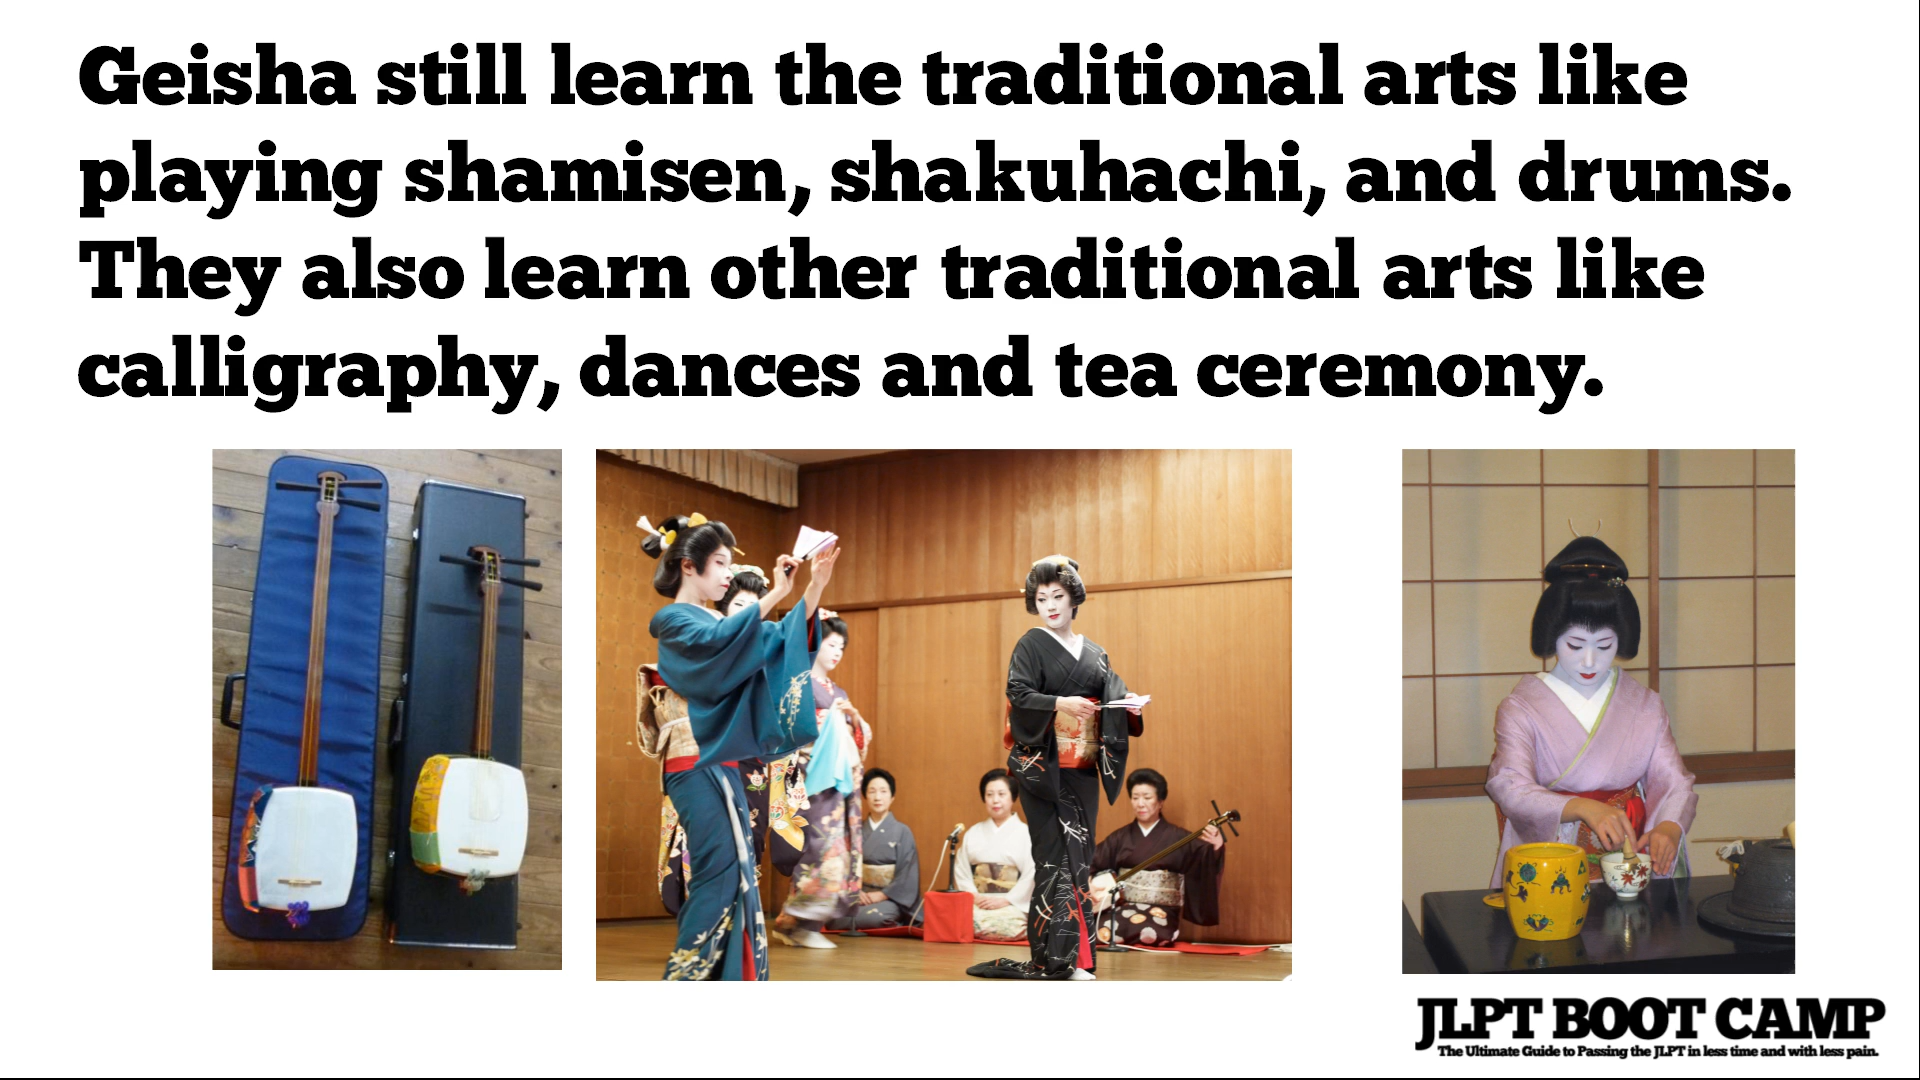 Geisha still learn the traditional arts like
playing shamisen, shakuhachi, and drums.
They also learn other traditional arts like
calligraphy, dances and tea ceremony.
JLPT BOOT CAMP
The Ultimate Guide to Passing the JLPT in less time and with less pain.